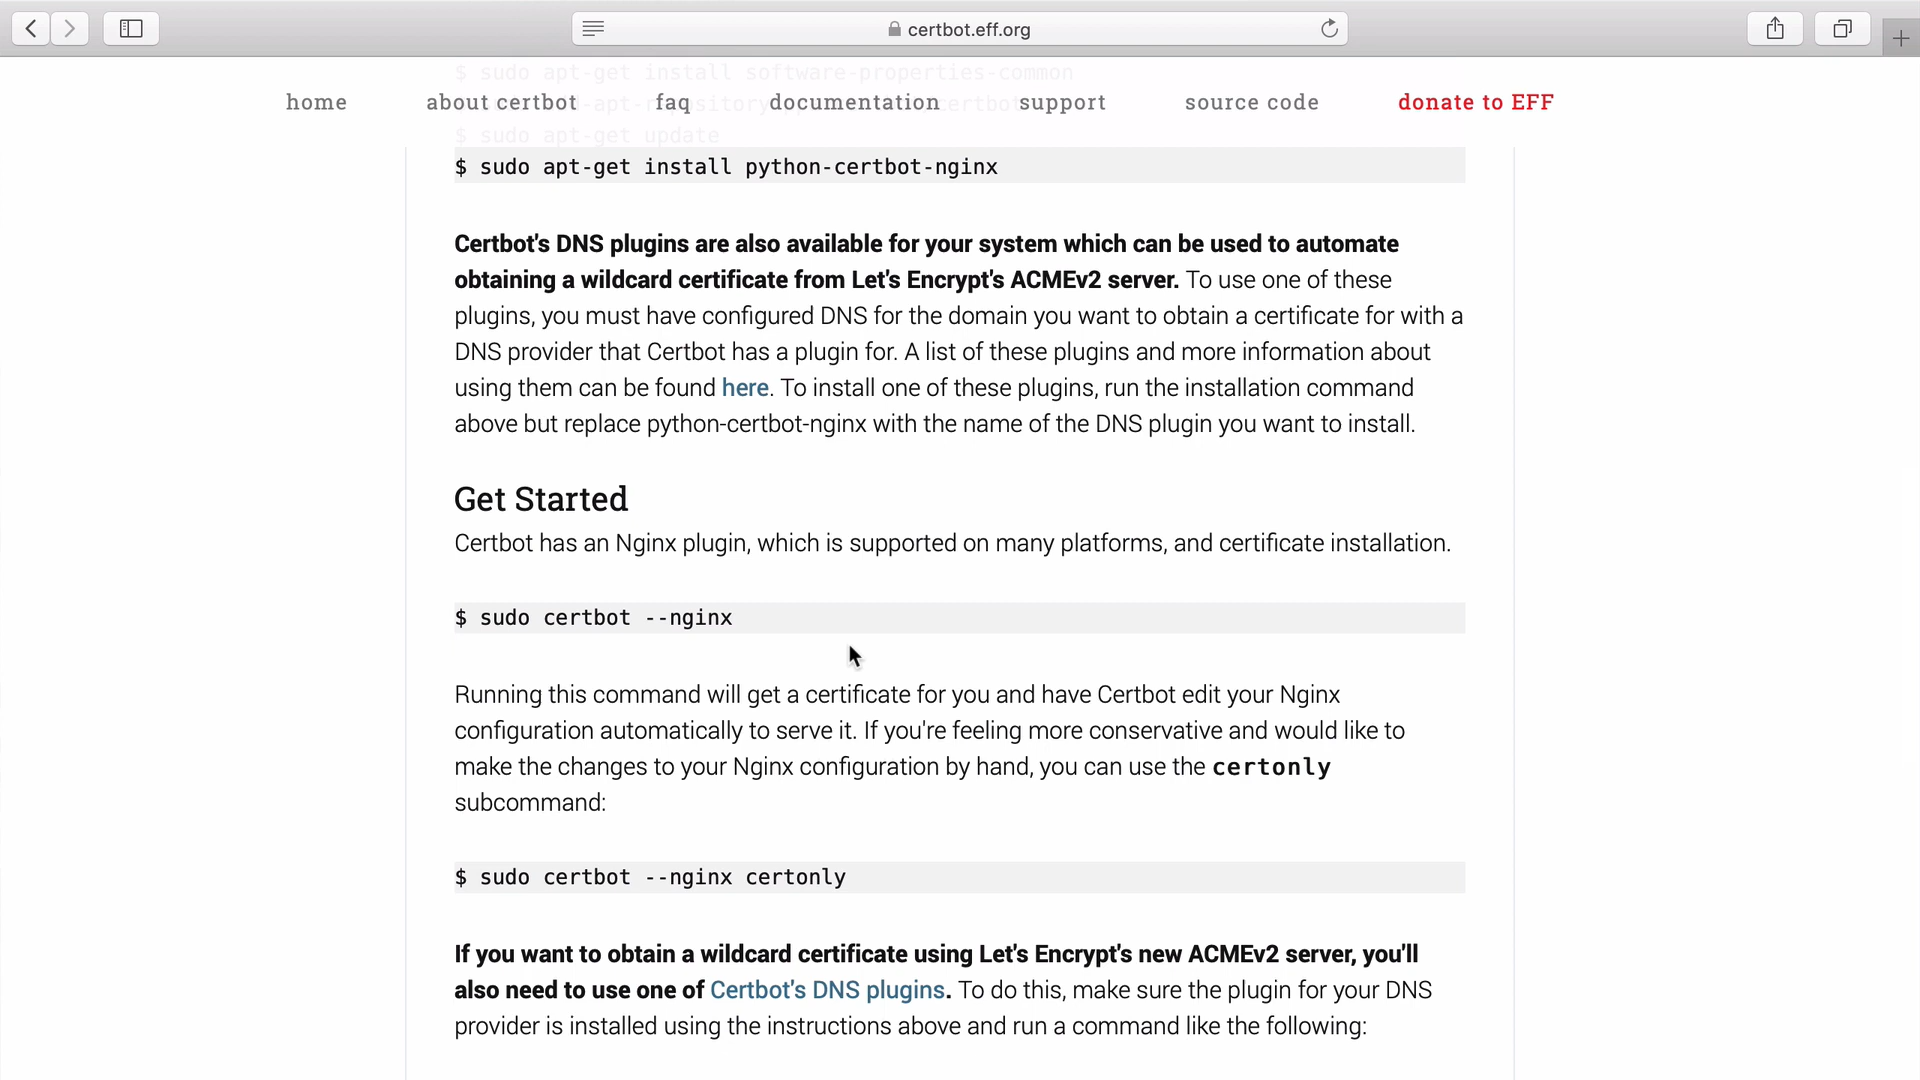 certbot.eff.org
$ sudo apt-get install software-properties-common
home about certbot faq documentation support source code donate to EFF
$ sudo apt-get update
$ sudo apt-get install python-certbot-nginx
Certbot's DNS plugins are also available for your system which can be used to automate
obtaining a wildcard certificate from Let's Encrypt's ACMEv2 server. To use one of these
plugins, you must have configured DNS for the domain you want to obtain a certificate for with a
DNS provider that Certbot has a plugin for. A list of these plugins and more information about
using them can be found here. To install one of these plugins, run the installation command
above but replace python-certbot-nginx with the name of the DNS plugin you want to install.
Get Started
Certbot has an Nginx plugin, which is supported on many platforms, and certificate installation.
$ sudo certbot --nginx
Running this command will get a certificate for you and have Certbot edit your Nginx
configuration automatically to serve it. If you're feeling more conservative and would like to
make the changes to your Nginx configuration by hand, you can use the certonly
subcommand:
$ sudo certbot --nginx certonly
If you want to obtain a wildcard certificate using Let's Encrypt's new ACMEv2 server, you'll
also need to use one of Certbot's DNS plugins. To do this, make sure the plugin for your DNS
provider is installed using the instructions above and run a command like the following: